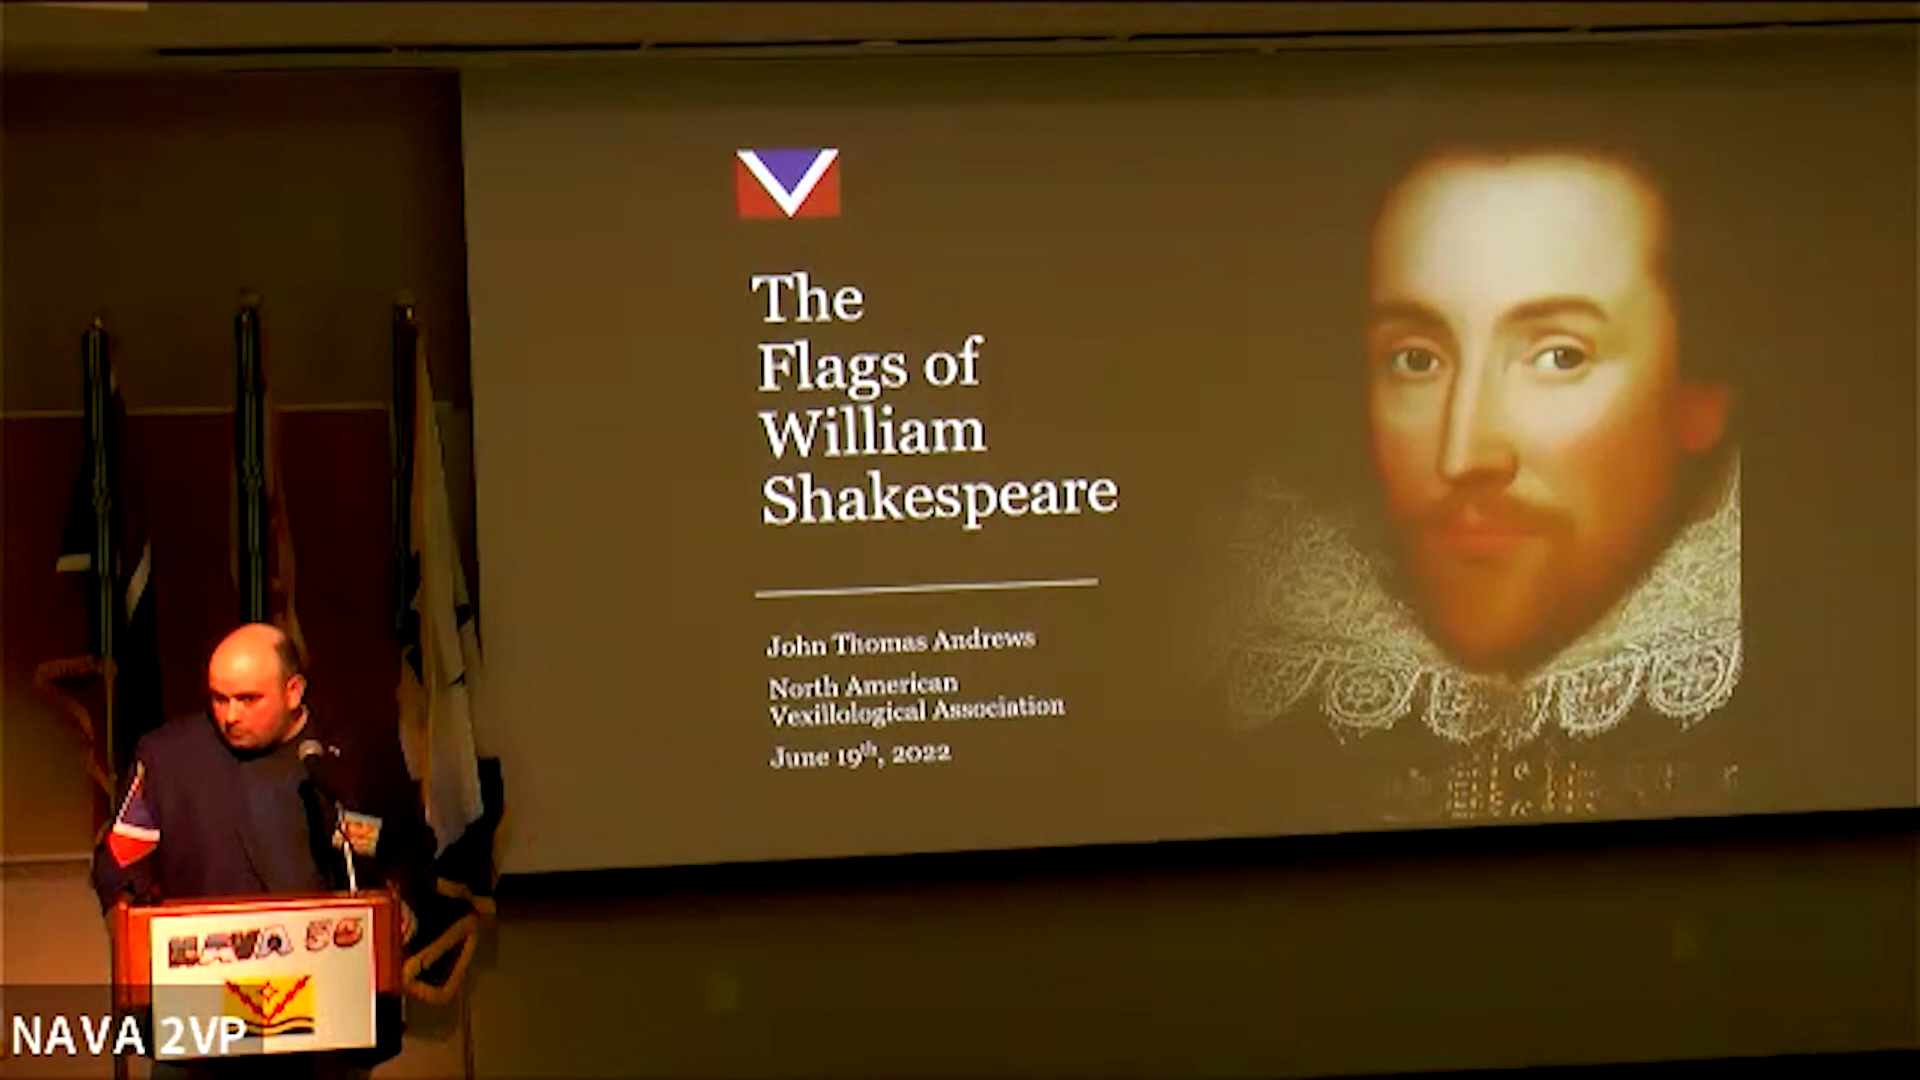 The
Flags of
William
Shakespeare
John Thomas Andrews
North American
Vexillological Association
June 19th, 2022
NAVA 56
NAVA 2VP